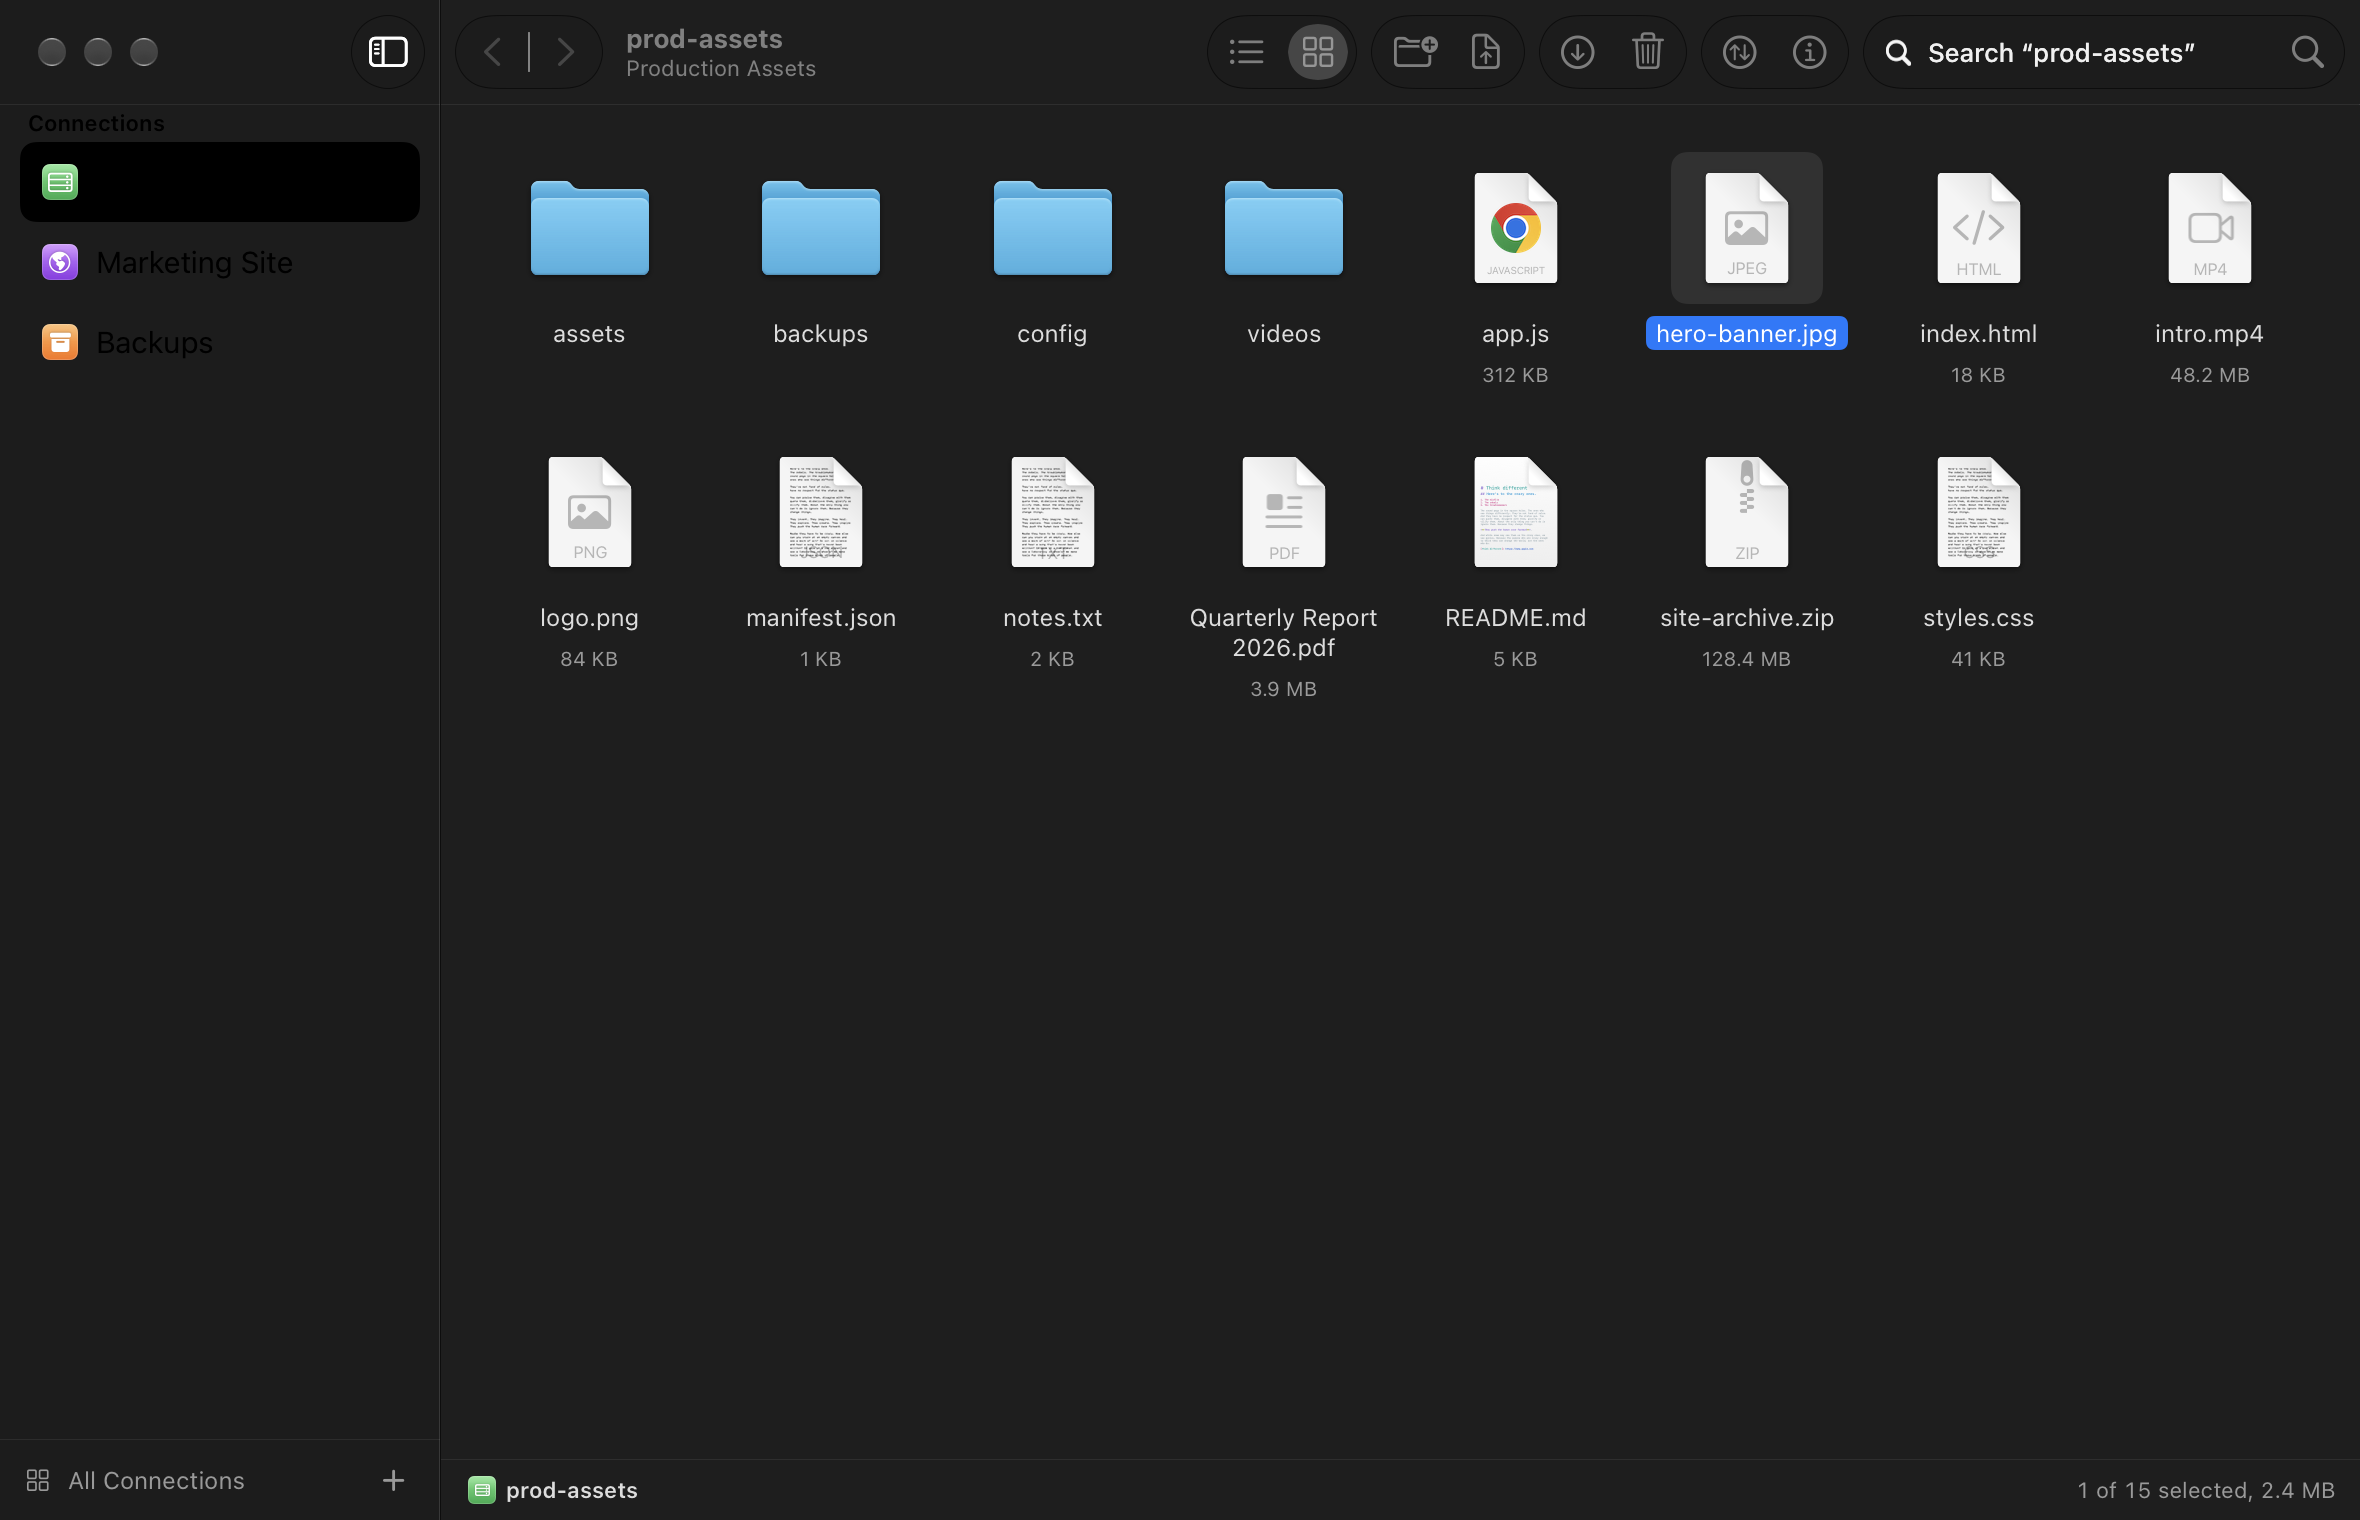 prod-assets
Production Assets
Search “prod-assets”
Connections
Marketing Site
Backups
assets
backups
config
videos
JAVASCRIPT
app.js
312 KB
JPEG
hero-banner.jpg
HTML
index.html
18 KB
MP4
intro.mp4
48.2 MB
PNG
logo.png
84 KB
manifest.json
1 KB
notes.txt
2 KB
PDF
Quarterly Report
2026.pdf
3.9 MB
# Think different
README.md
5 KB
ZIP
site-archive.zip
128.4 MB
styles.css
41 KB
All Connections
prod-assets
1 of 15 selected, 2.4 MB